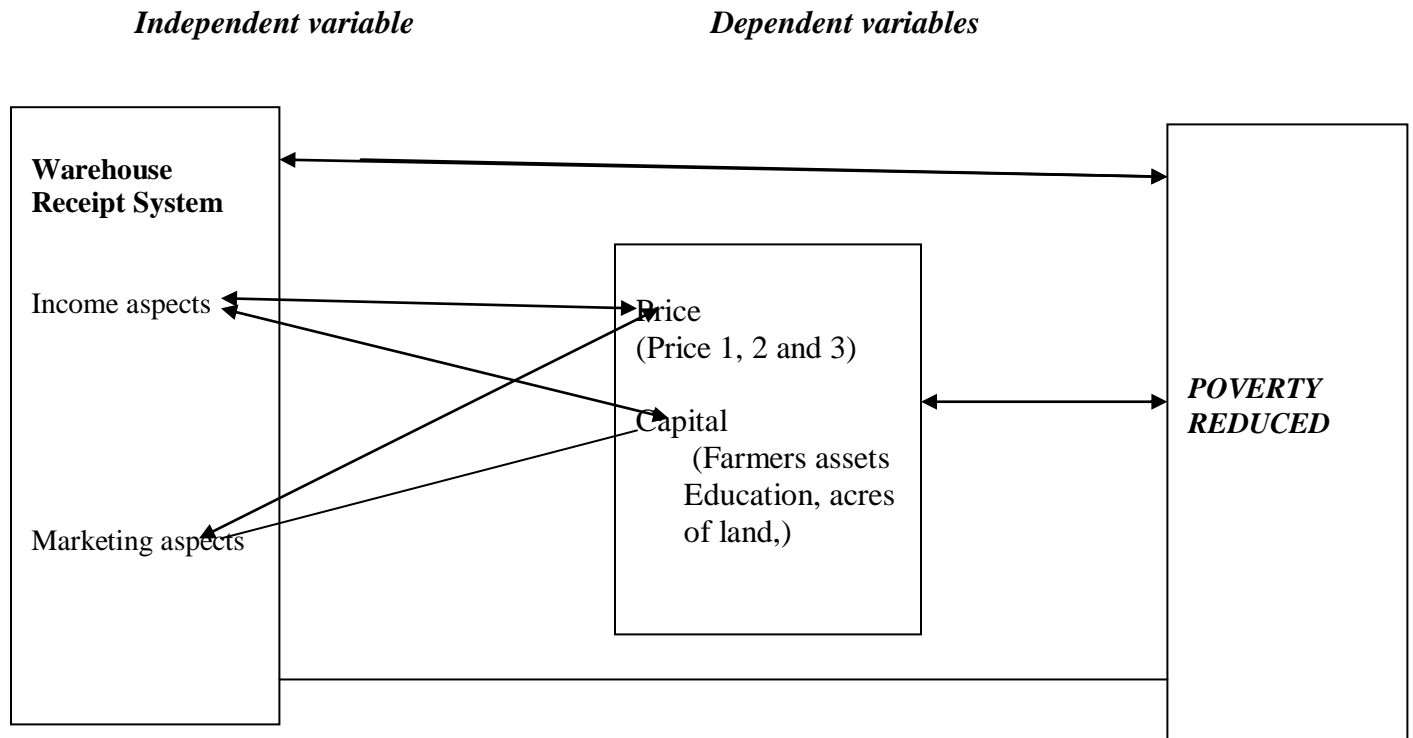 Independent variable
Dependent variables
Warehouse
Receipt System
Income aspects
Marketing aspects
Price
(Price 1, 2 and 3)
Capital
(Farmers assets
Education, acres
of land,)
POVERTY
REDUCED